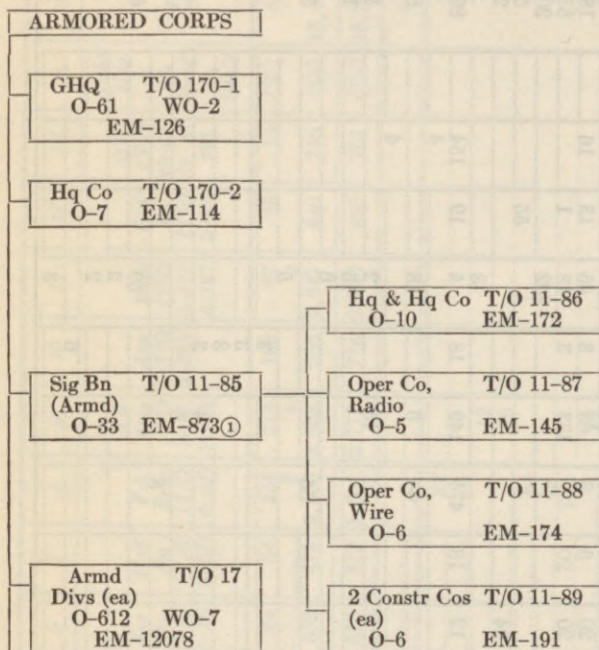 ARMORED CORPS
GHQ T/O 170–1
O–61 WO–2
EM–126
Hq Co T/O 170–2
O–7 EM–114
Hq & Hq Co T/O 11–86
O–10 EM–172
Sig Bn T/O 11–85
(Armd)
O–33 EM–873①
Oper Co, T/O 11–87
Radio
O–5 EM–145
Oper Co, T/O 11–88
Wire
O–6 EM–174
Armd T/O 17
Divs (ea)
O–612 WO–7
EM–12078
2 Constr Cos T/O 11–89
(ea)
O–6 EM–191